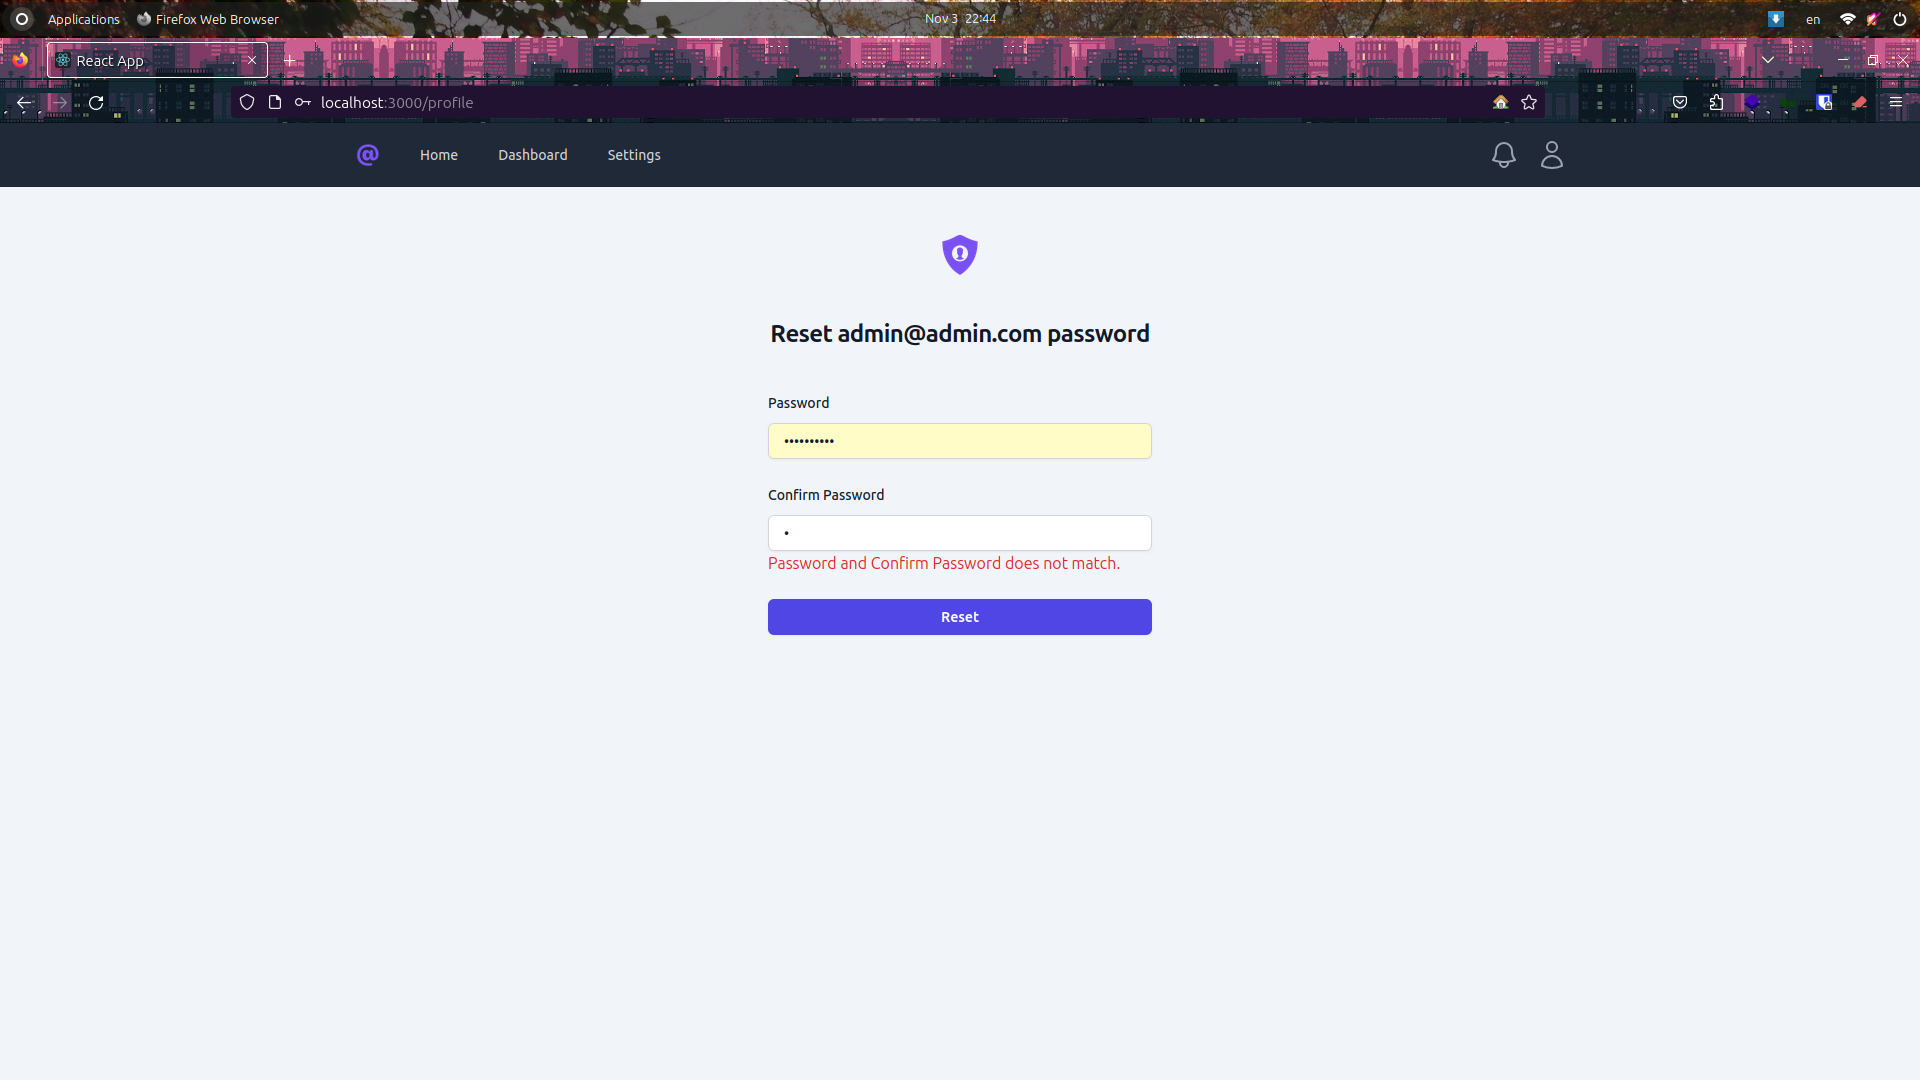 Applications Firefox Web Browser Nov 3 22:44 en
React App
localhost:3000/profile
@ Home Dashboard Settings
Reset admin@admin.com password
Password
••••••••••
Confirm Password
•
Password and Confirm Password does not match.
Reset